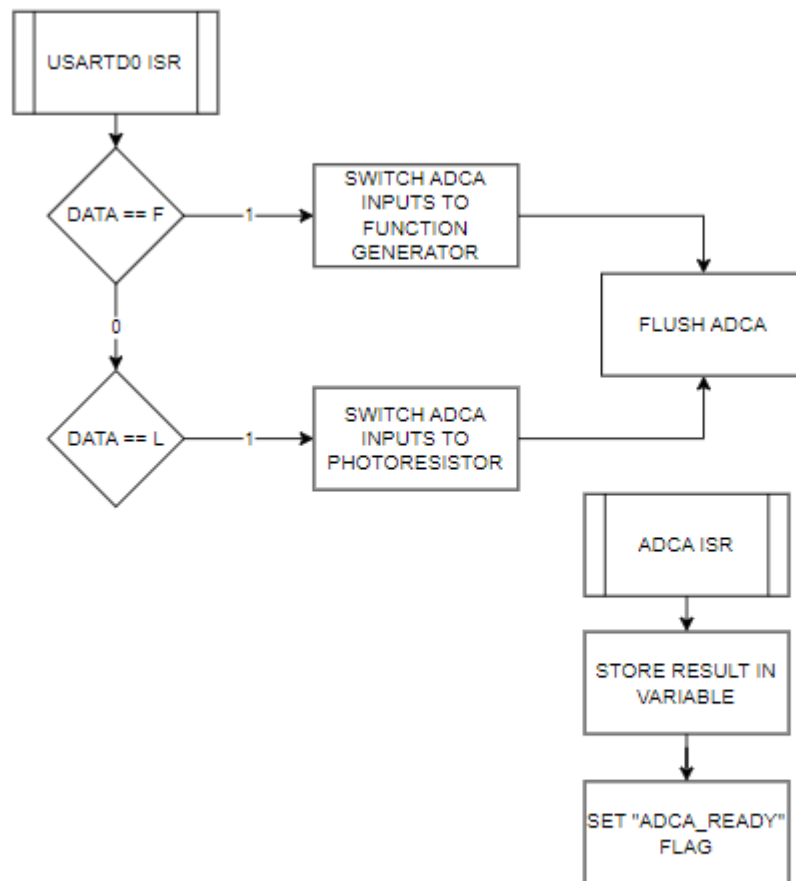 USARTD0 ISR
DATA == F
1
SWITCH ADCA
INPUTS TO
FUNCTION
GENERATOR
FLUSH ADCA
0
DATA == L
1
SWITCH ADCA
INPUTS TO
PHOTORESISTOR
ADCA ISR
STORE RESULT IN
VARIABLE
SET "ADCA_READY"
FLAG